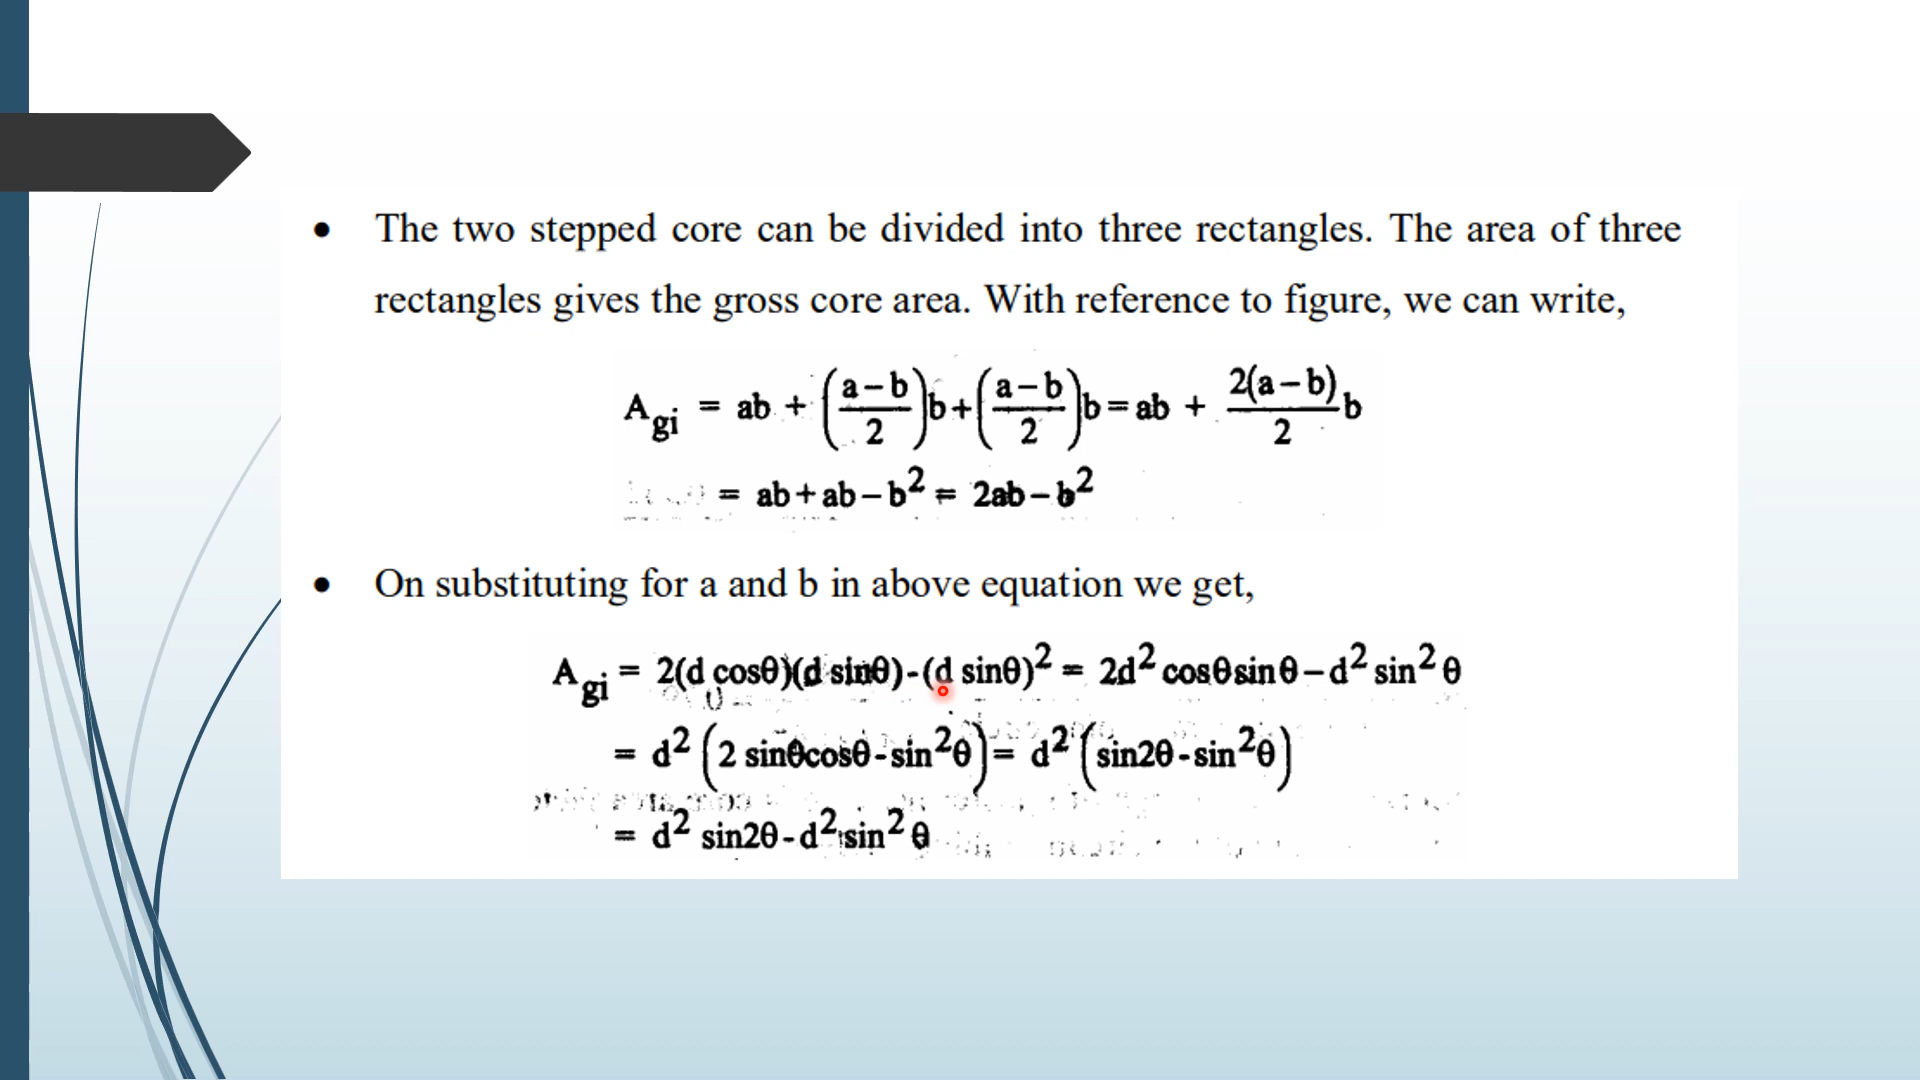 • The two stepped core can be divided into three rectangles. The area of three
rectangles gives the gross core area. With reference to figure, we can write,
A_gi = ab + ((a − b)/2)b + ((a − b)/2)b = ab + (2(a − b)/2) b
= ab + ab − b² = 2ab − b²
• On substituting for a and b in above equation we get,
A_gi = 2(d cosθ)(d sinθ) - (d sinθ)² = 2d² cosθ sinθ − d² sin² θ
= d² (2 sinθcosθ - sin²θ) = d² (sin2θ - sin²θ)
= d² sin2θ - d² sin² θ